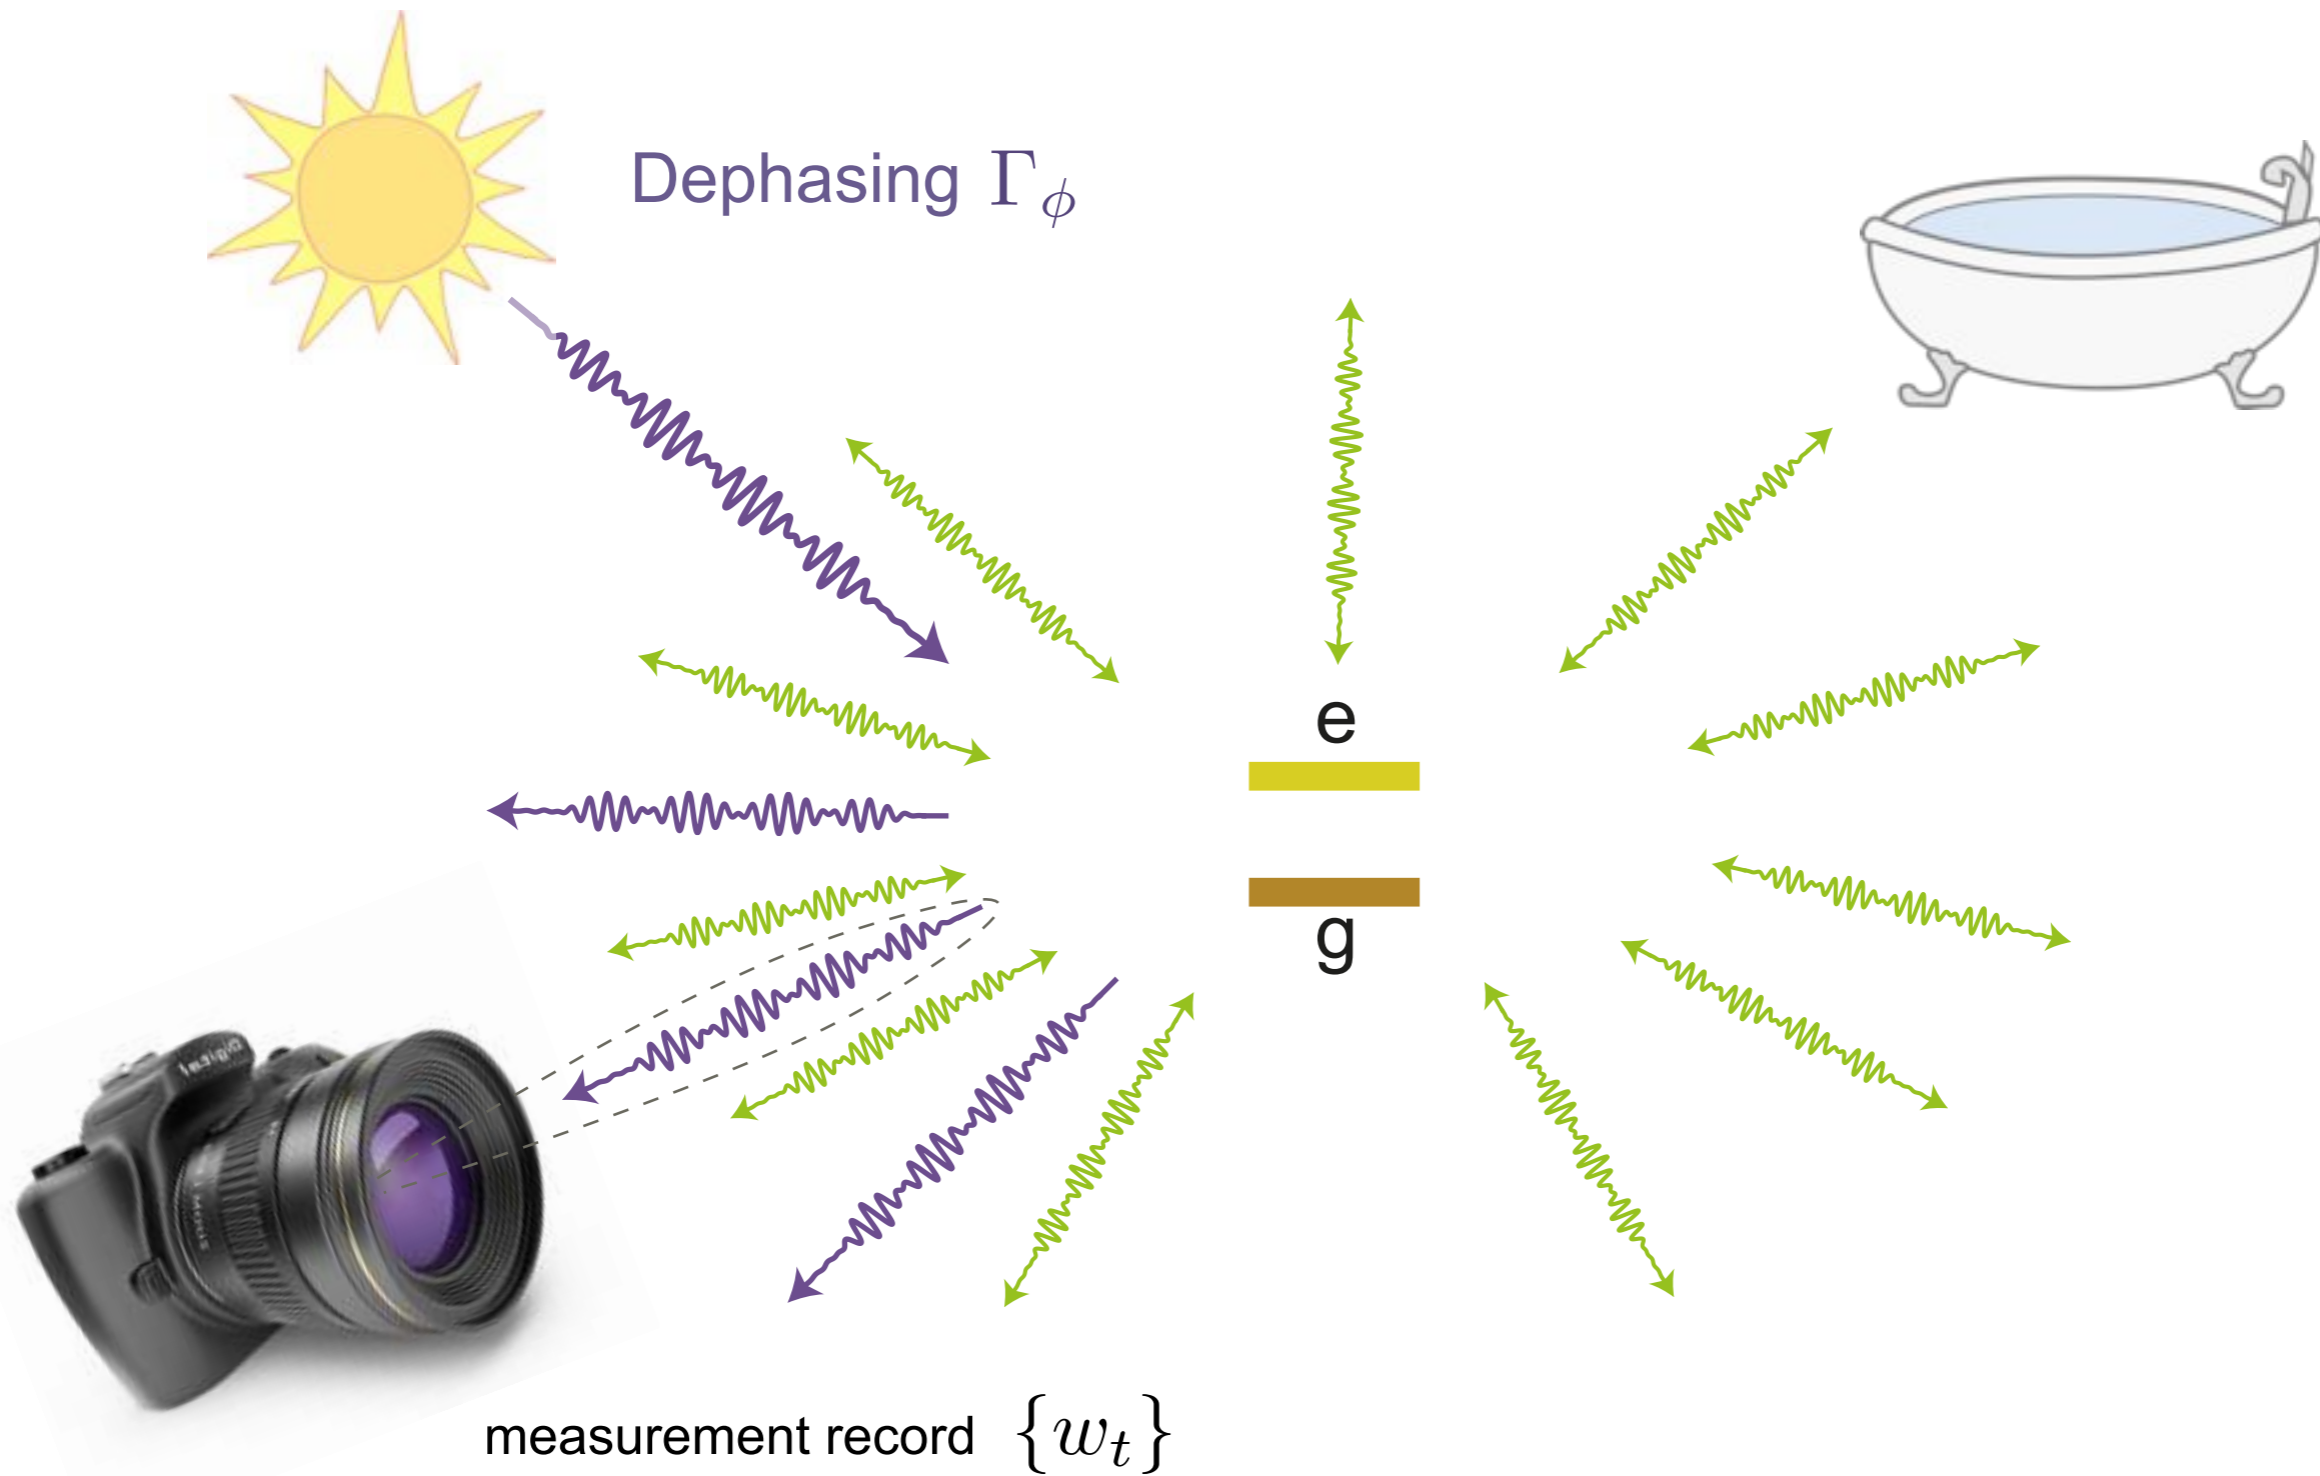 Dephasing Γ_ϕ
e
g
measurement record {w_t}